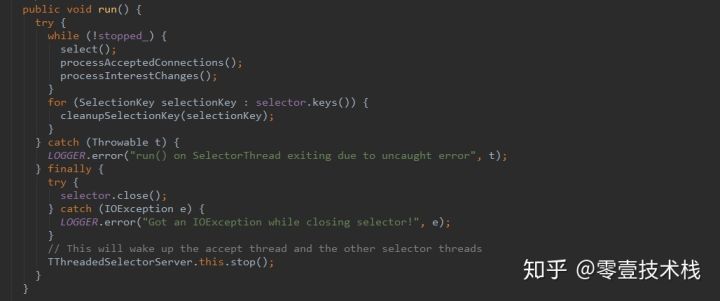 public void run() {
  try {
    while (!stopped_) {
      select();
      processAcceptedConnections();
      processInterestChanges();
    }
    for (SelectionKey selectionKey : selector.keys()) {
      cleanupSelectionKey(selectionKey);
    }
  } catch (Throwable t) {
    LOGGER.error("run() on SelectorThread exiting due to uncaught error", t);
  } finally {
    try {
      selector.close();
    } catch (IOException e) {
      LOGGER.error("Got an IOException while closing selector!", e);
    }
    // This will wake up the accept thread and the other selector threads
    TThreadedSelectorServer.this.stop();
  }
}
知乎 @零壹技术栈